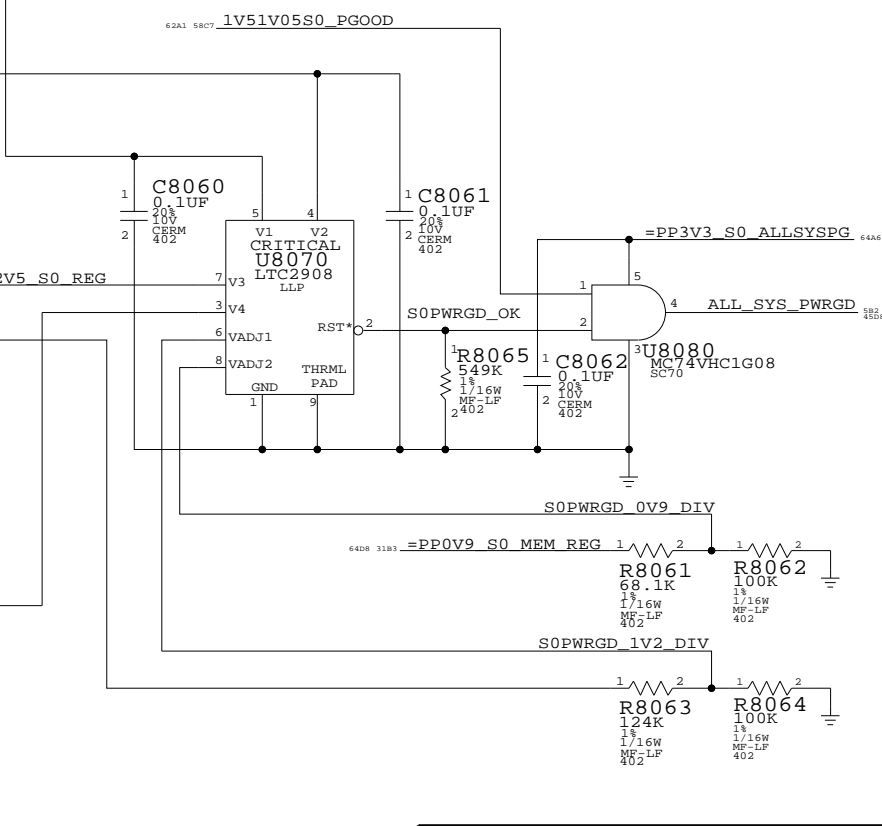 62A1 58C7 1V51V05S0_PGOOD
1
C8060
0.1UF
20%
10V
CERM
402
2
1
C8061
0.1UF
20%
10V
CERM
402
2
5
4
V1
V2
CRITICAL
U8070
LTC2908
LLP
2V5_S0_REG
7
V3
3
V4
6
VADJ1
8
VADJ2
RST*
2
THRML
PAD
GND
1
9
S0PWRGD_OK
1
R8065
549K
1%
1/16W
MF-LF
402
2
1
C8062
0.1UF
20%
10V
CERM
402
2
=PP3V3_S0_ALLSYSPG 64A6
5
1
2
4
ALL_SYS_PWRGD 5B2
3
U8080
MC74VHC1G08
SC70
S0PWRGD_0V9_DIV
64D8 31B3 =PP0V9_S0_MEM_REG
1
2
R8061
68.1K
1%
1/16W
MF-LF
402
1
2
R8062
100K
1%
1/16W
MF-LF
402
S0PWRGD_1V2_DIV
1
2
R8063
124K
1%
1/16W
MF-LF
402
1
2
R8064
100K
1%
1/16W
MF-LF
402